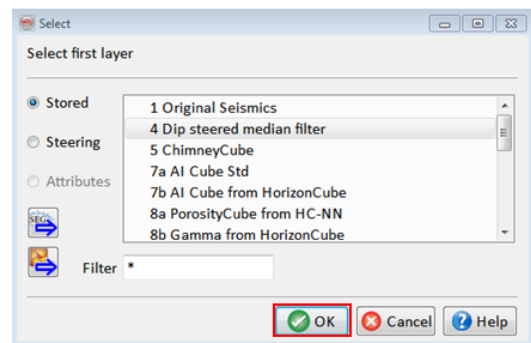 Select
Select first layer
Stored
Steering
Attributes
1 Original Seismics
4 Dip steered median filter
5 ChimneyCube
7a AI Cube Std
7b AI Cube from HorizonCube
8a PorosityCube from HC-NN
8b Gamma from HorizonCube
SEG
Filter *
OK Cancel Help